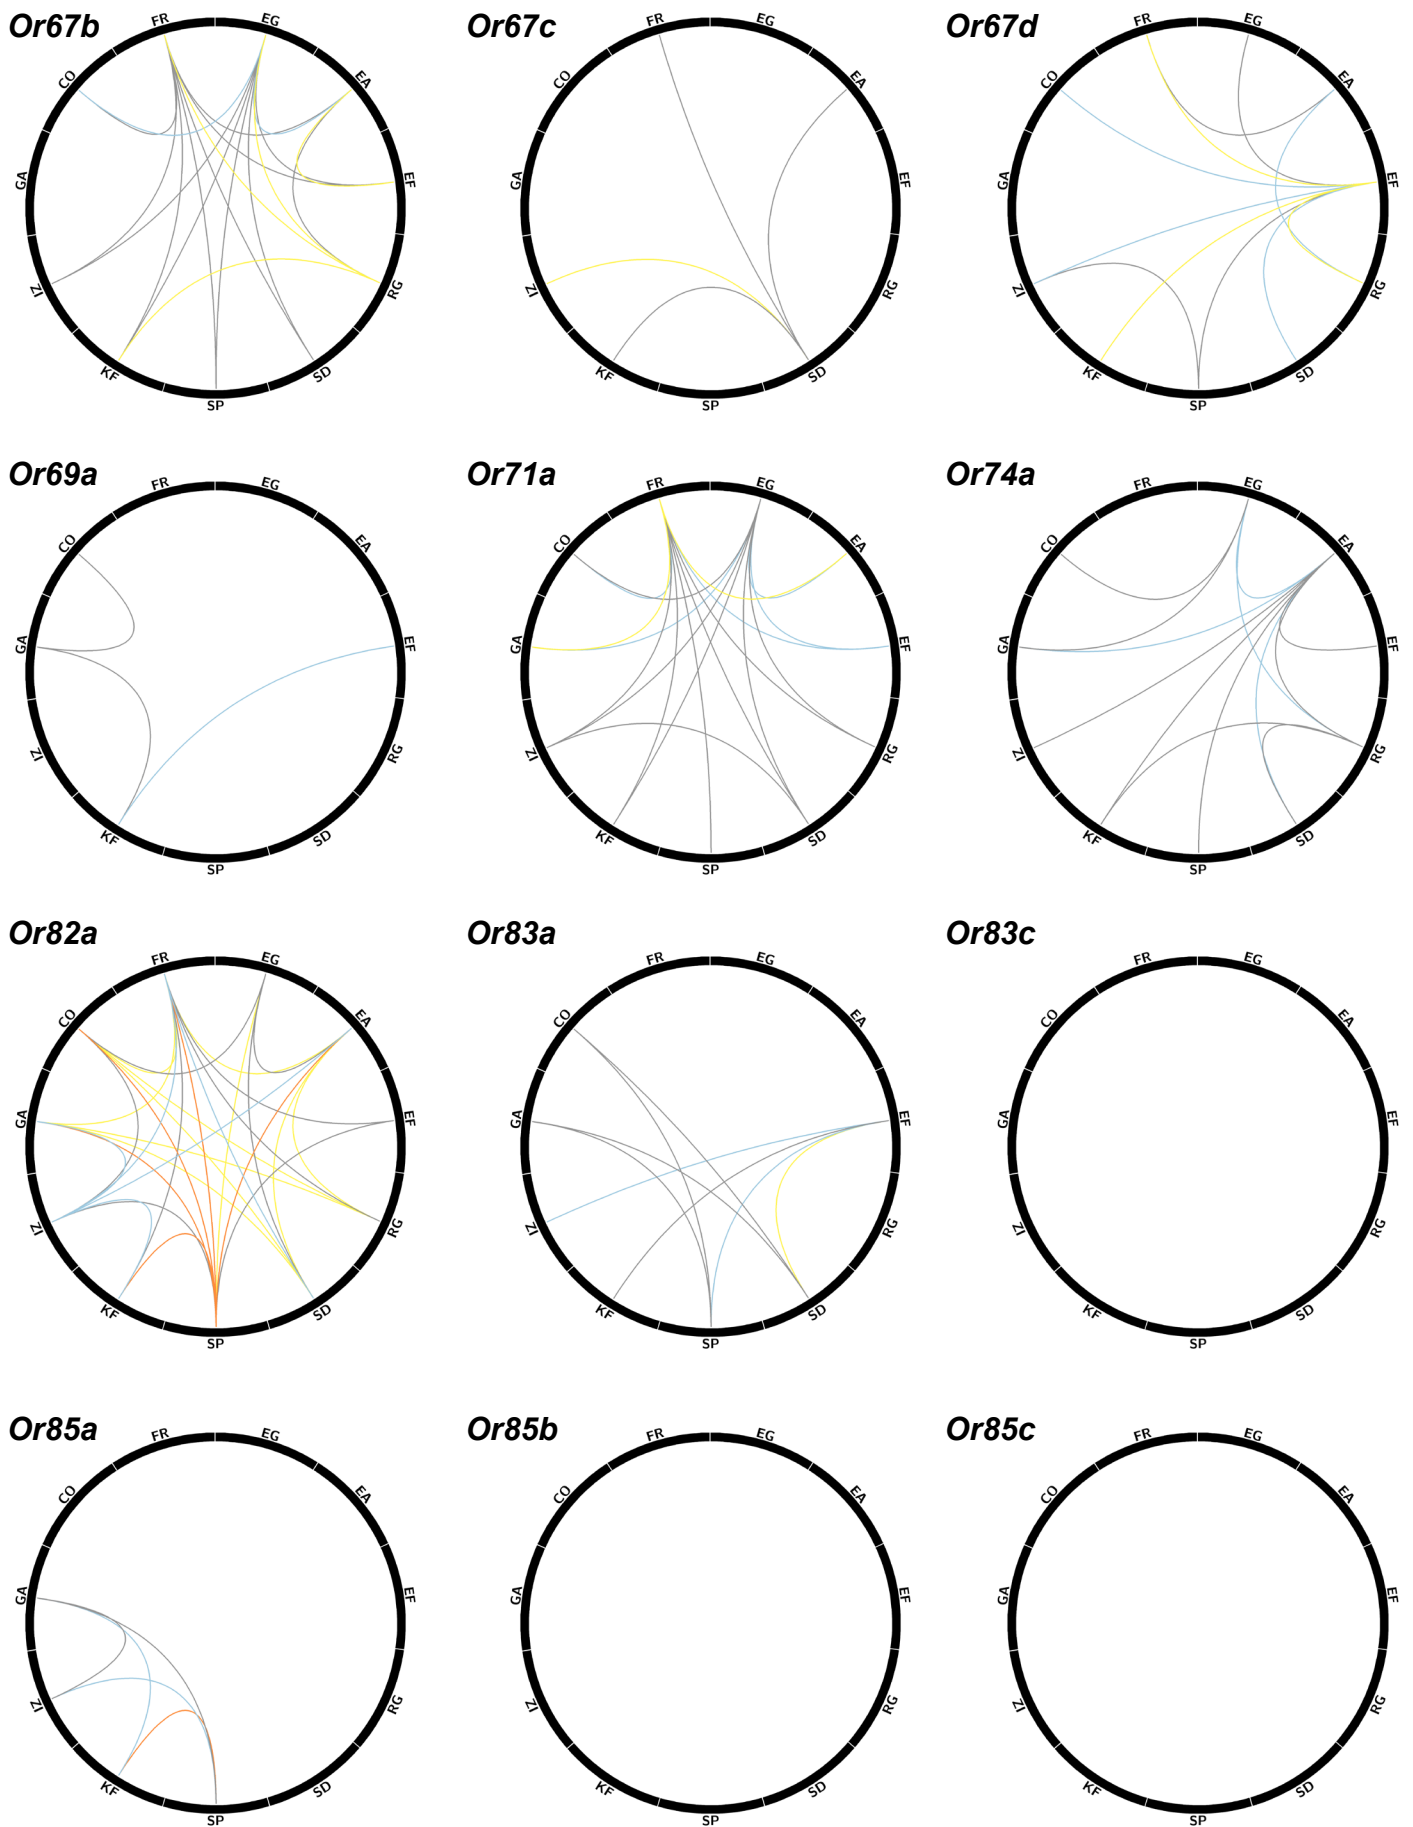 Or67b
FR
EG
EA
EF
RG
SD
SP
KF
ZI
GA
CO
Or67c
FR
EG
EA
EF
RG
SD
SP
KF
ZI
GA
CO
Or67d
FR
EG
EA
EF
RG
SD
SP
KF
ZI
GA
CO
Or69a
FR
EG
EA
EF
RG
SD
SP
KF
ZI
GA
CO
Or71a
FR
EG
EA
EF
RG
SD
SP
KF
ZI
GA
CO
Or74a
FR
EG
EA
EF
RG
SD
SP
KF
ZI
GA
CO
Or82a
FR
EG
EA
EF
RG
SD
SP
KF
ZI
GA
CO
Or83a
FR
EG
EA
EF
RG
SD
SP
KF
ZI
GA
CO
Or83c
FR
EG
EA
EF
RG
SD
SP
KF
ZI
GA
CO
Or85a
FR
EG
EA
EF
RG
SD
SP
KF
ZI
GA
CO
Or85b
FR
EG
EA
EF
RG
SD
SP
KF
ZI
GA
CO
Or85c
FR
EG
EA
EF
RG
SD
SP
KF
ZI
GA
CO